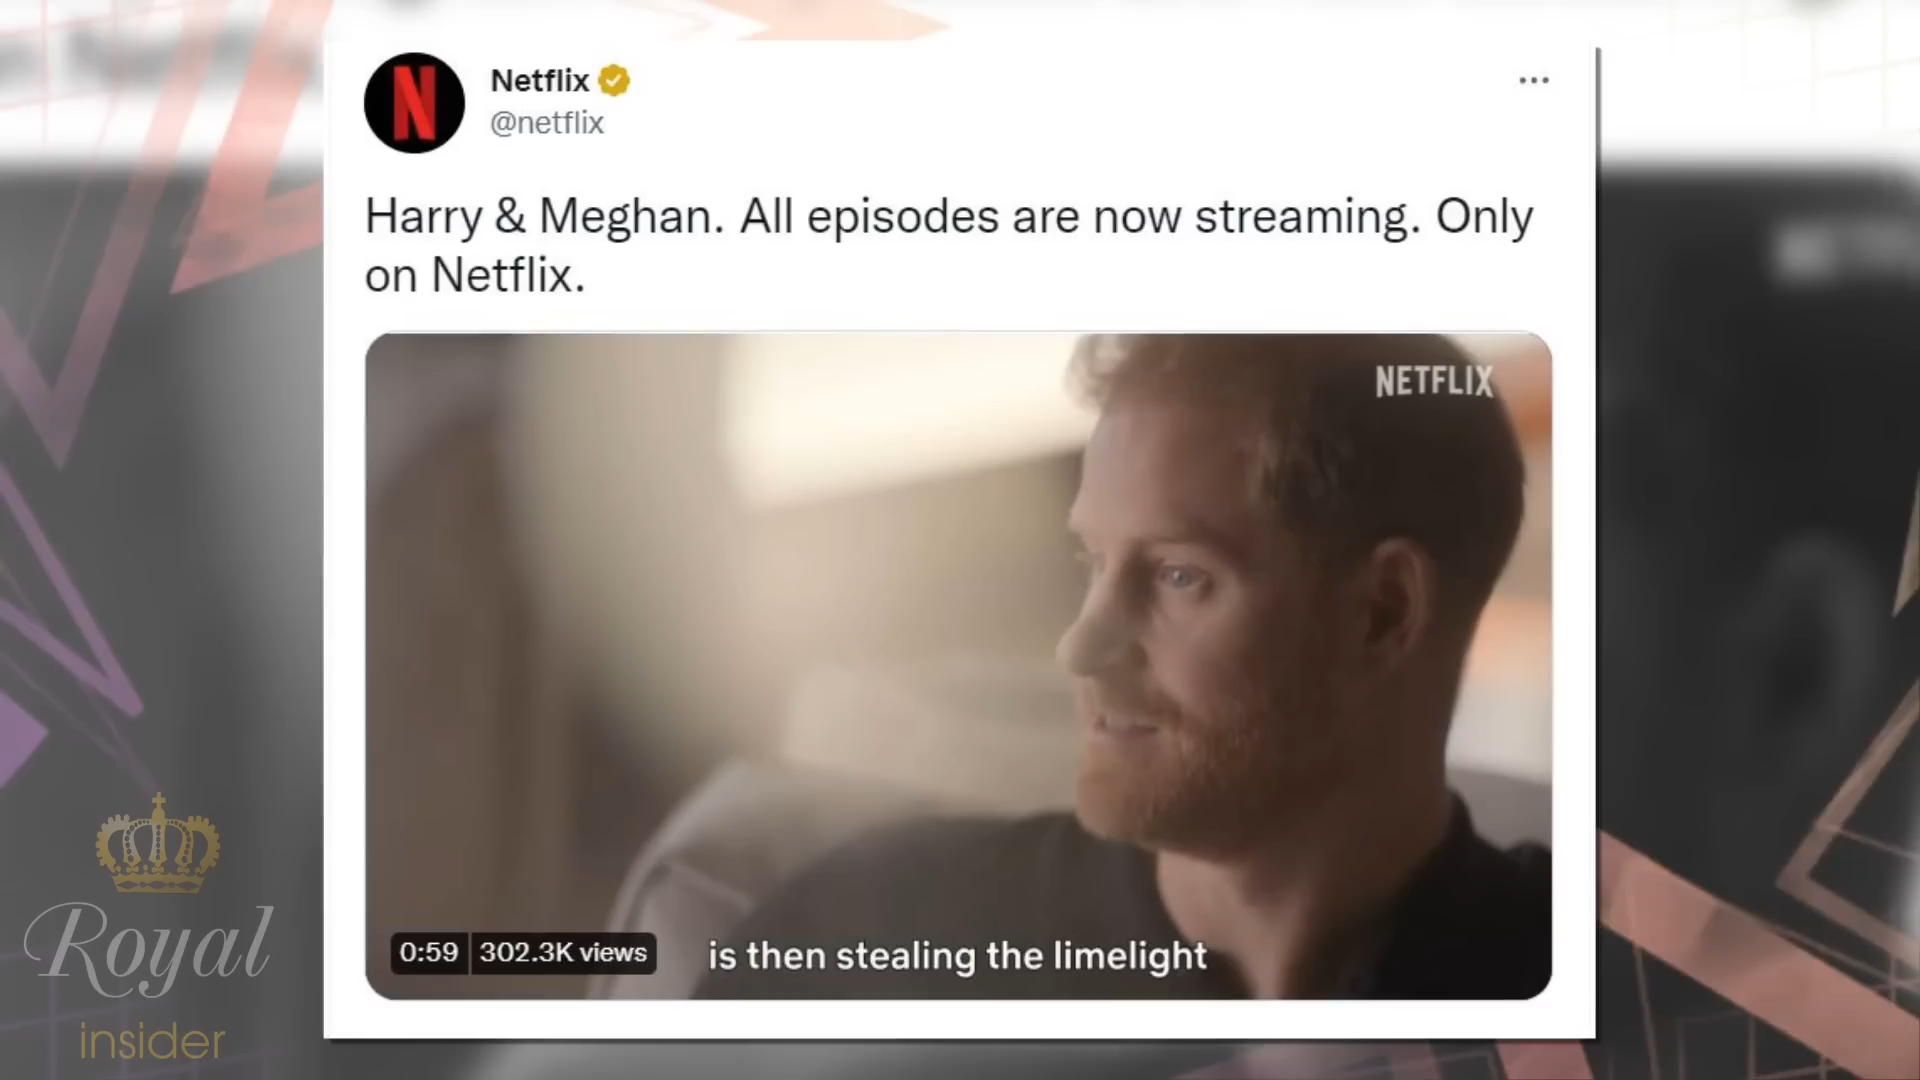 Netflix
@netflix
Harry & Meghan. All episodes are now streaming. Only
on Netflix.
NETFLIX
0:59 302.3K views
is then stealing the limelight
Royal
insider